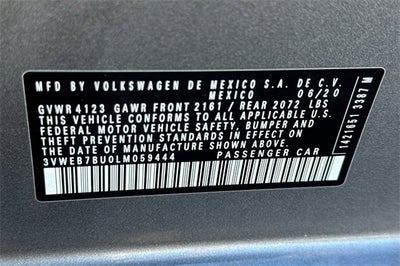 MFD BY VOLKSWAGEN DE MEXICO S.A. DE C.V.
MEXICO 06/20
GVWR 4123 GAWR FRONT 2161 / REAR 2072 LBS
THIS VEHICLE CONFORMS TO ALL APPLICABLE U.S.
FEDERAL MOTOR VEHICLE SAFETY, BUMPER AND
THEFT PREVENTION STANDARDS IN EFFECT ON
THE DATE OF MANUFACTURE SHOWN ABOVE.
3VWEB7BU0LM059444 PASSENGER CAR
1421851 3387 M